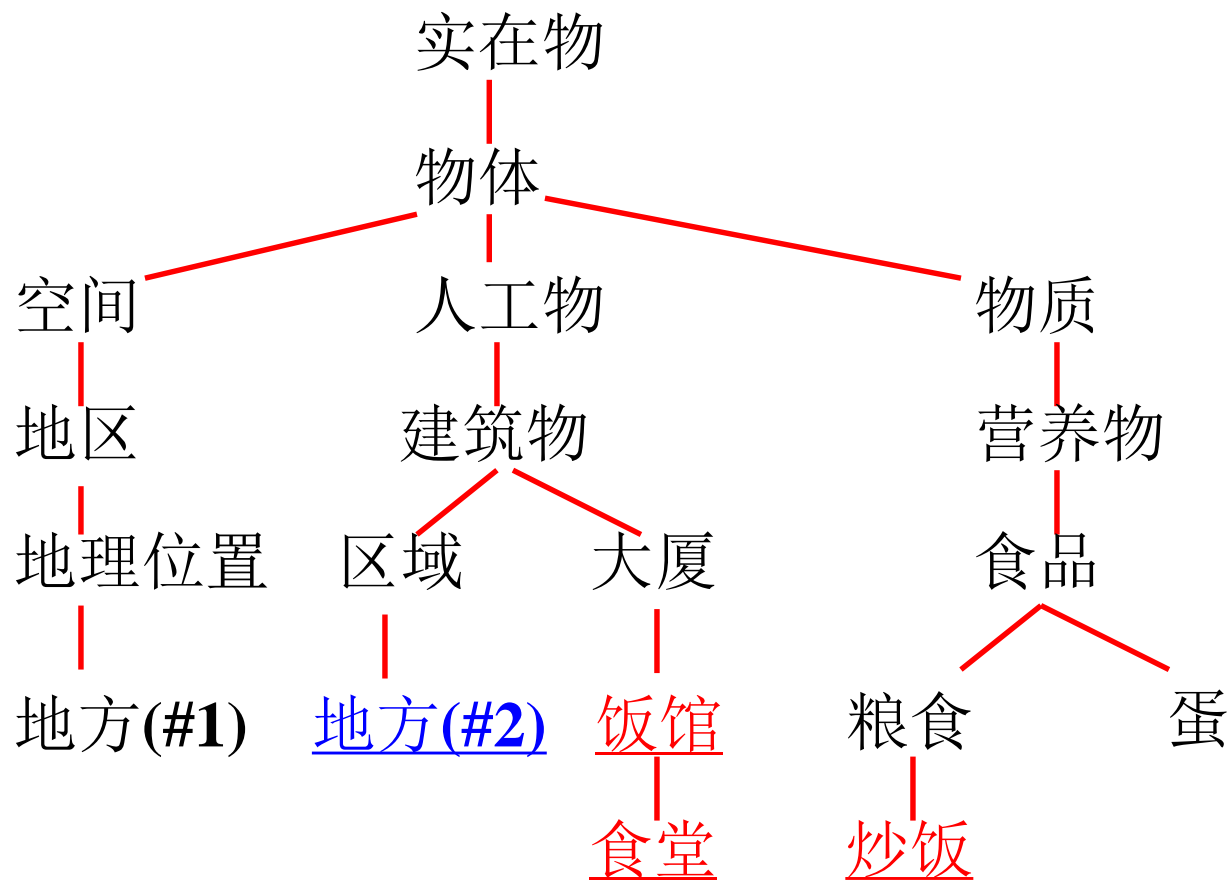 实在物
物体
空间 人工物 物质
地区 建筑物 营养物
地理位置 区域 大厦 食品
地方(#1) 地方(#2) 饭馆 粮食 蛋
食堂 炒饭